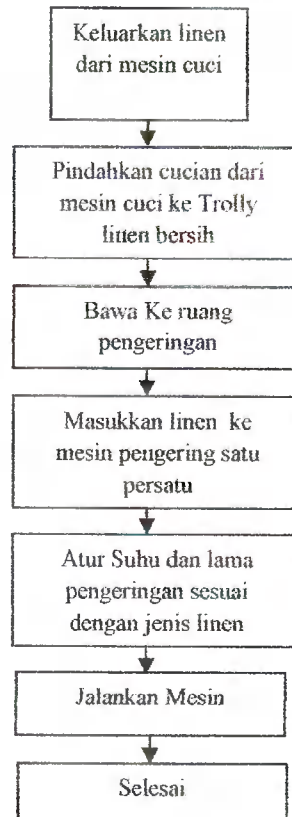 Keluarkan linen
dari mesin cuci
Pindahkan cucian dari
mesin cuci ke Trolly
linen bersih
Bawa Ke ruang
pengeringan
Masukkan linen ke
mesin pengering satu
persatu
Atur Suhu dan lama
pengeringan sesuai
dengan jenis linen
Jalankan Mesin
Selesai